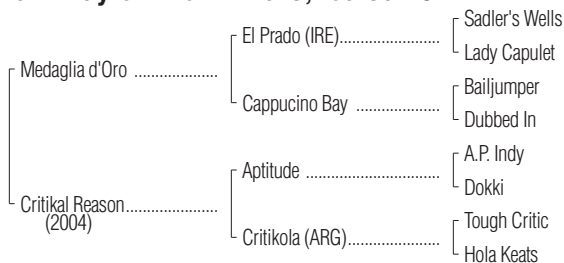 Sadler's Wells
El Prado (IRE)....................
Lady Capulet
Medaglia d'Oro .................
Bailjumper
Cappucino Bay .................
Dubbed In
A.P. Indy
Aptitude ...........................
Dokki
Critikal Reason...................
(2004)
Tough Critic
Critikola (ARG)...................
Hola Keats